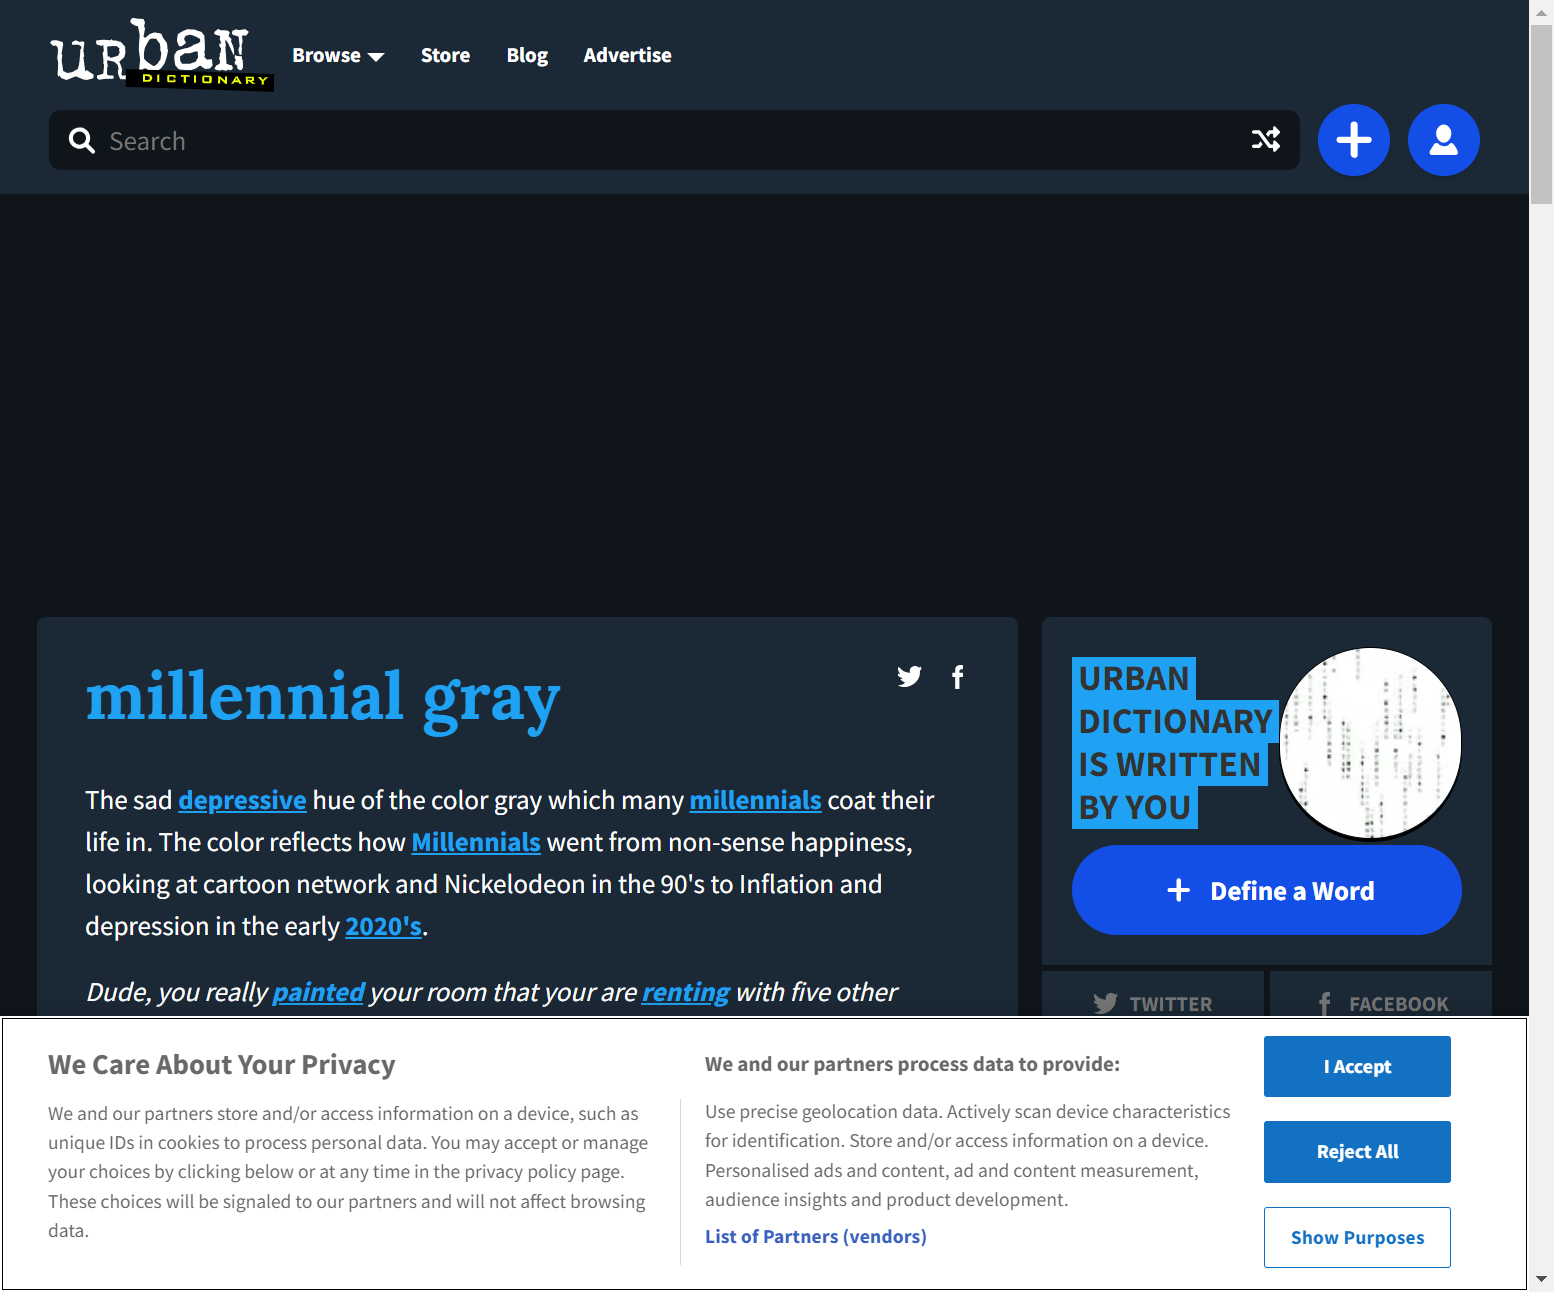 urban
DICTIONARY
Browse
Store
Blog
Advertise
Search
millennial gray
The sad depressive hue of the color gray which many millennials coat their
life in. The color reflects how Millennials went from non-sense happiness,
looking at cartoon network and Nickelodeon in the 90's to Inflation and
depression in the early 2020's.
Dude, you really painted your room that your are renting with five other
URBAN
DICTIONARY
IS WRITTEN
BY YOU
Define a Word
TWITTER
FACEBOOK
We Care About Your Privacy
We and our partners store and/or access information on a device, such as
unique IDs in cookies to process personal data. You may accept or manage
your choices by clicking below or at any time in the privacy policy page.
These choices will be signaled to our partners and will not affect browsing
data.
We and our partners process data to provide:
Use precise geolocation data. Actively scan device characteristics
for identification. Store and/or access information on a device.
Personalised ads and content, ad and content measurement,
audience insights and product development.
List of Partners (vendors)
I Accept
Reject All
Show Purposes